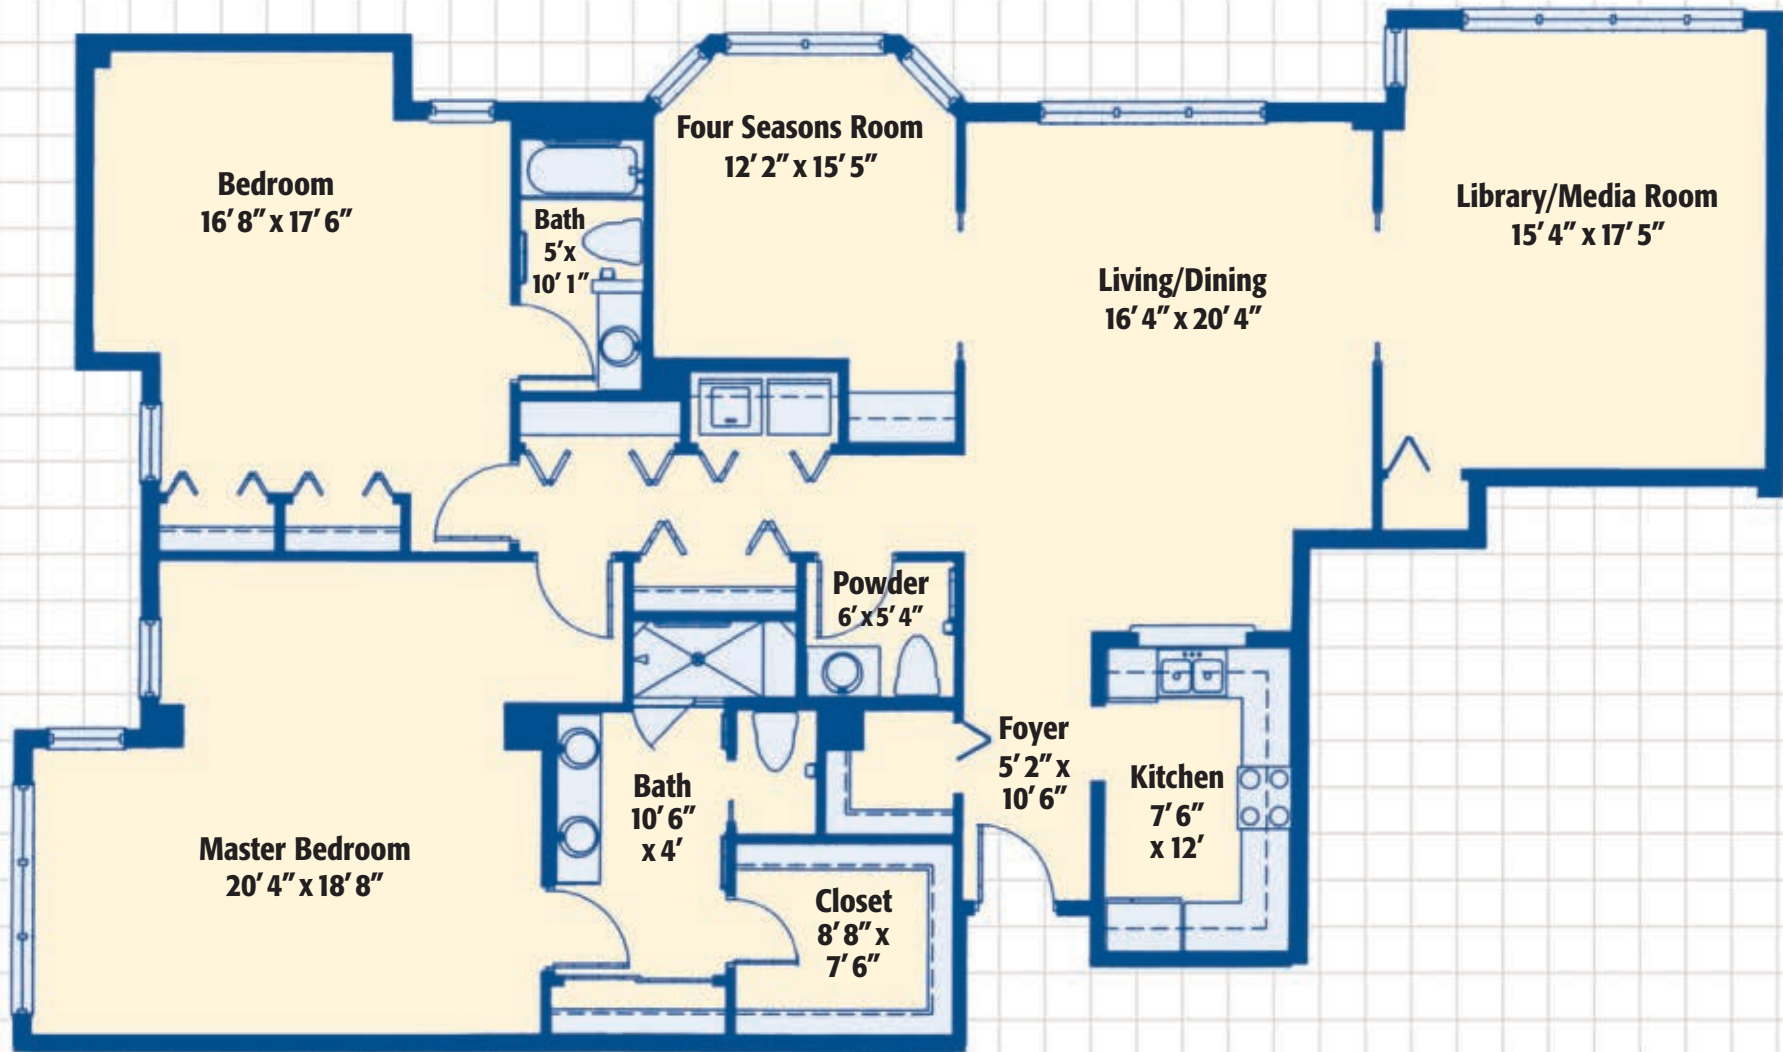 Four Seasons Room
12' 2" x 15' 5"
Bedroom
16' 8" x 17' 6"
Bath
5' x
10' 1"
Library/Media Room
15' 4" x 17' 5"
Living/Dining
16' 4" x 20' 4"
Powder
6' x 5' 4"
Foyer
5' 2" x
10' 6"
Kitchen
7' 6"
x 12'
Bath
10' 6"
x 4'
Master Bedroom
20' 4" x 18' 8"
Closet
8' 8" x
7' 6"